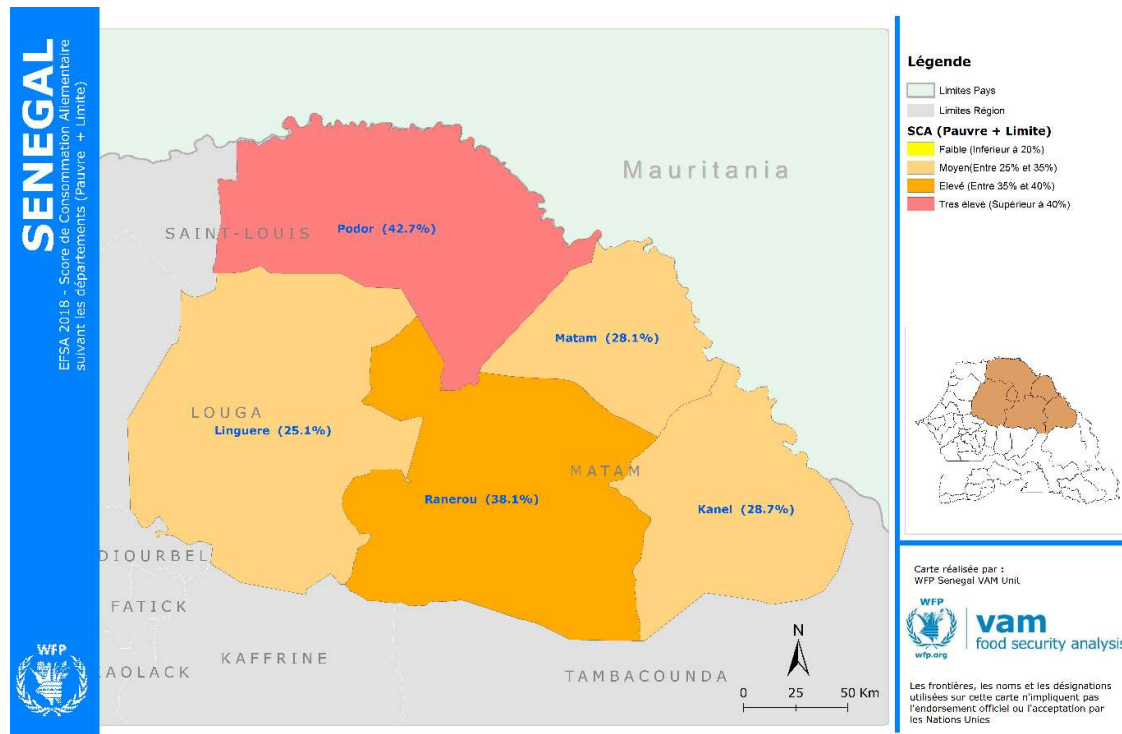 SENEGAL
EFSA 2018 - Score de Consommation Aliementaire
suivant les départements (Pauvre + Limite)
WFP
Mauritania
SAINT-LOUIS
Podor (42.7%)
Matam (28.1%)
LOUGA
Linguere (25.1%)
MATAM
Ranerou (38.1%)
Kanel (28.7%)
DIOURBEL
FATICK
KAFFRINE
AOLACK
TAMBACOUNDA
N
0 25 50 Km
Légende
Limites Pays
Limites Région
SCA (Pauvre + Limite)
Faible (Inférieur à 20%)
Moyen(Entre 25% et 35%)
Elevé (Entre 35% et 40%)
Tres élevé (Supérieur à 40%)
Carte réalisée par :
WFP Senegal VAM Unit
WFP
wfp.org
vam
food security analysis
Les frontières, les noms et les désignations
utilisées sur cette carte n'impliquent pas
l'endorsement officiel ou l'acceptation par
les Nations Unies